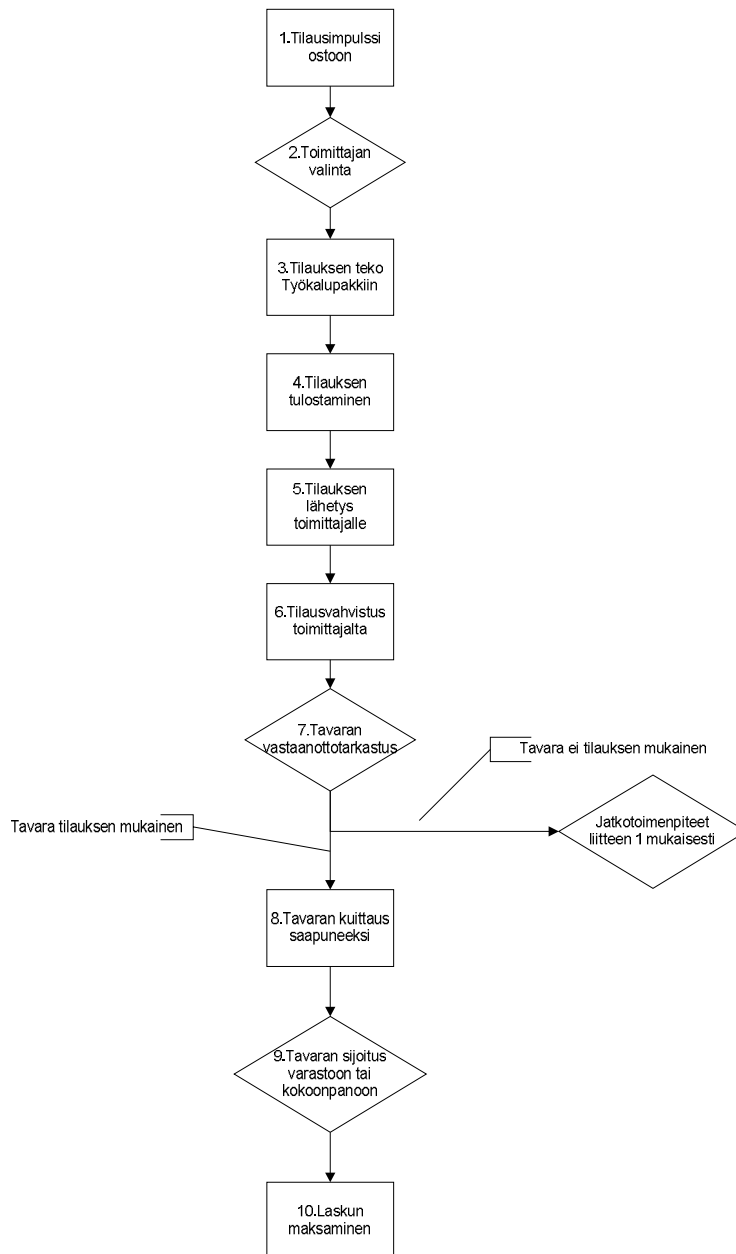 1.Tilausimpulssi
ostoon
2.Toimittajan
valinta
3.Tilauksen teko
Työkalupakkiin
4.Tilauksen
tulostaminen
5.Tilauksen
lähetys
toimittajalle
6.Tilausvahvistus
toimittajalta
7.Tavaran
vastaanottotarkastus
Tavara ei tilauksen mukainen
Tavara tilauksen mukainen
Jatkotoimenpiteet
liitteen 1 mukaisesti
8.Tavaran kuittaus
saapuneeksi
9.Tavaran sijoitus
varastoon tai
kokoonpanoon
10.Laskun
maksaminen